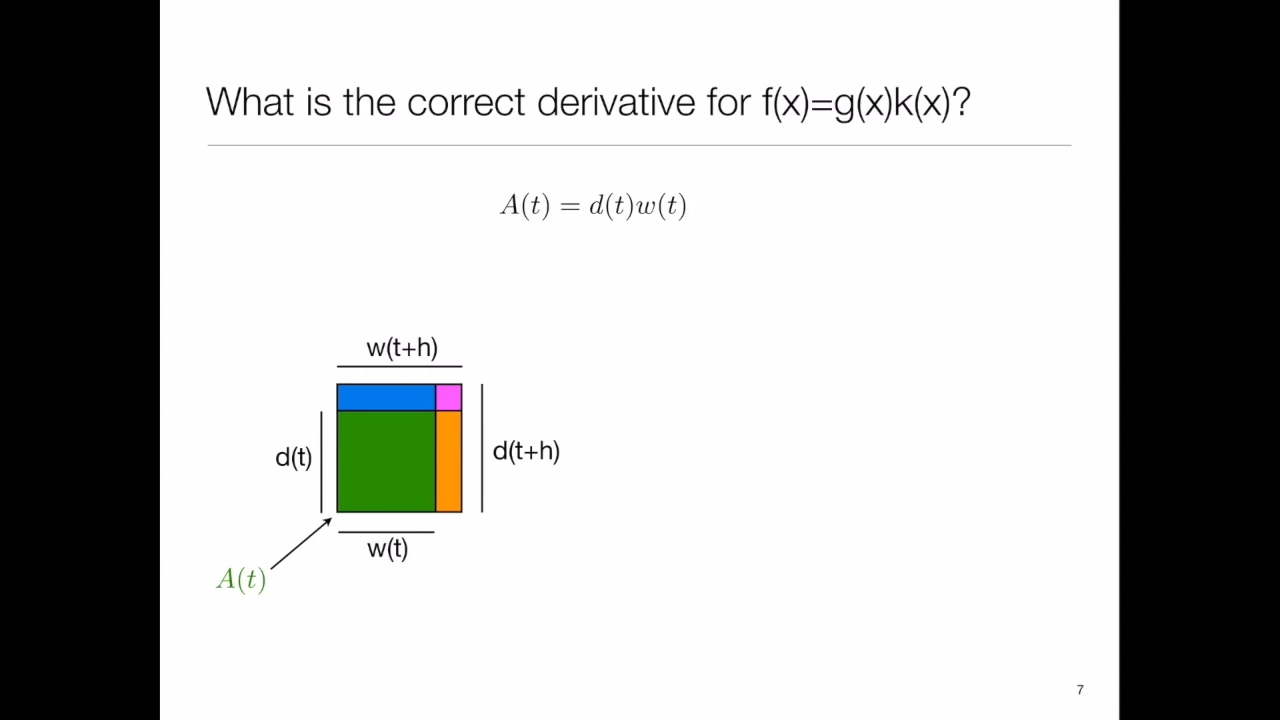 What is the correct derivative for f(x)=g(x)k(x)?
A(t) = d(t)w(t)
w(t+h)
d(t)
d(t+h)
w(t)
A(t)
7